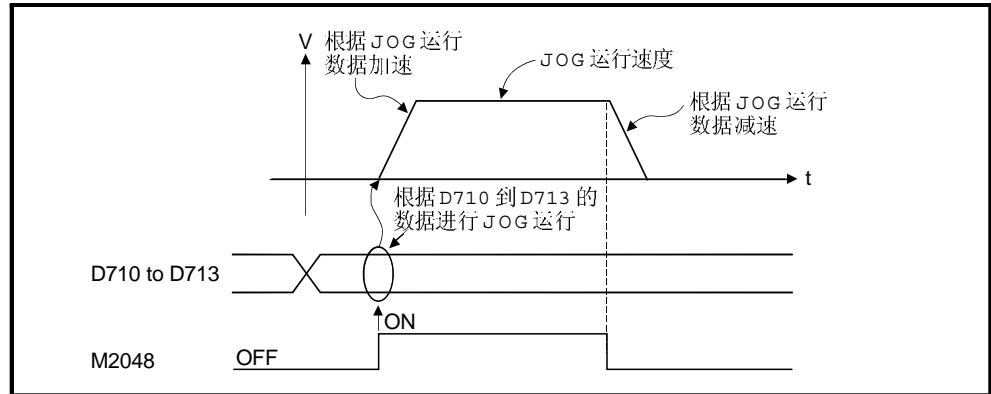 V
根据JOG运行
数据加速
JOG运行速度
根据JOG运行
数据减速
t
根据D710到D713的
数据进行JOG运行
D710 to D713
ON
M2048
OFF